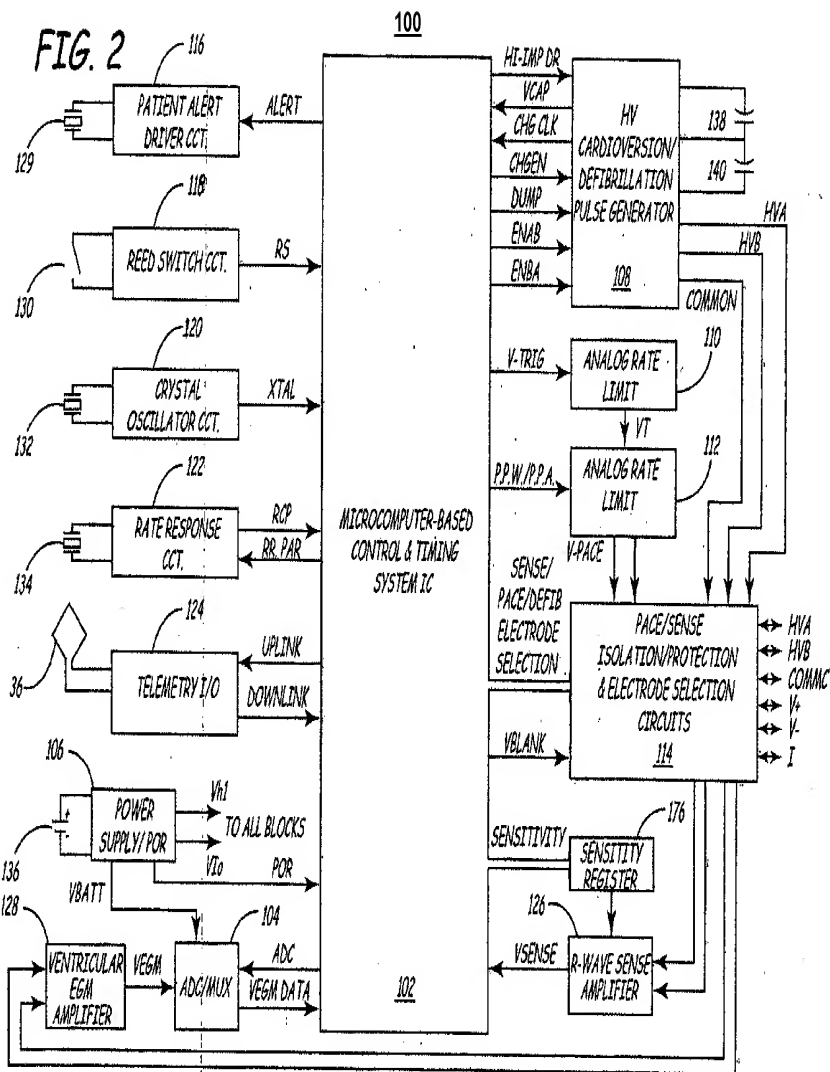 100
FIG. 2
116
PATIENT ALERT
DRIVER CCT.
129
ALERT
118
REED SWITCH CCT.
130
RS
120
CRYSTAL
OSCILLATOR CCT.
132
XTAL
122
RATE RESPONSE
CCT.
134
RCP
RR. PAR
124
TELEMETRY I/O
36
UPLINK
DOWNLINK
106
POWER
SUPPLY/POR
136
+
-
Vh1
TO ALL BLOCKS
VIo
POR
VBATT
128
VENTRICULAR
EGM
AMPLIFIER
VEGM
104
ADC/MUX
ADC
VEGM DATA
MICROCOMPUTER-BASED
CONTROL & TIMING
SYSTEM IC
102
HI-IMP DR
VCAP
CHG CLK
CHGEN
DUMP
ENAB
ENBA
HV
CARDIOVERSION/
DEFIBRILLATION
PULSE GENERATOR
108
138
140
HVA
HVB
COMMON
V-TRIG
ANALOG RATE
LIMIT
110
VT
P.P.W./P.P.A.
ANALOG RATE
LIMIT
112
V-PACE
SENSE/
PACE/DEFIB
ELECTRODE
SELECTION
PACE/SENSE
ISOLATION/PROTECTION
& ELECTRODE SELECTION
CIRCUITS
114
HVA
HVB
COMMC
V+
V-
I
VBLANK
SENSITIVITY
176
SENSITITY
REGISTER
126
VSENSE
R-WAVE SENSE
AMPLIFIER